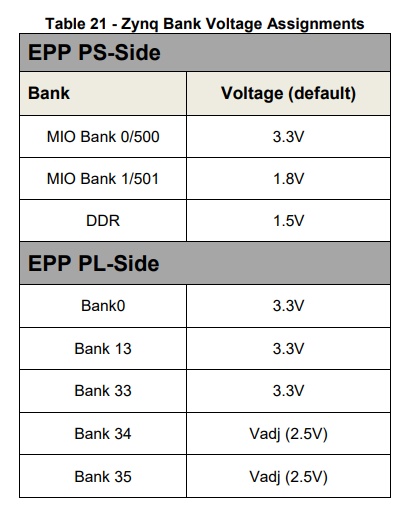 Table 21 - Zynq Bank Voltage Assignments
EPP PS-Side
Bank Voltage (default)
MIO Bank 0/500 3.3V
MIO Bank 1/501 1.8V
DDR 1.5V
EPP PL-Side
Bank0 3.3V
Bank 13 3.3V
Bank 33 3.3V
Bank 34 Vadj (2.5V)
Bank 35 Vadj (2.5V)